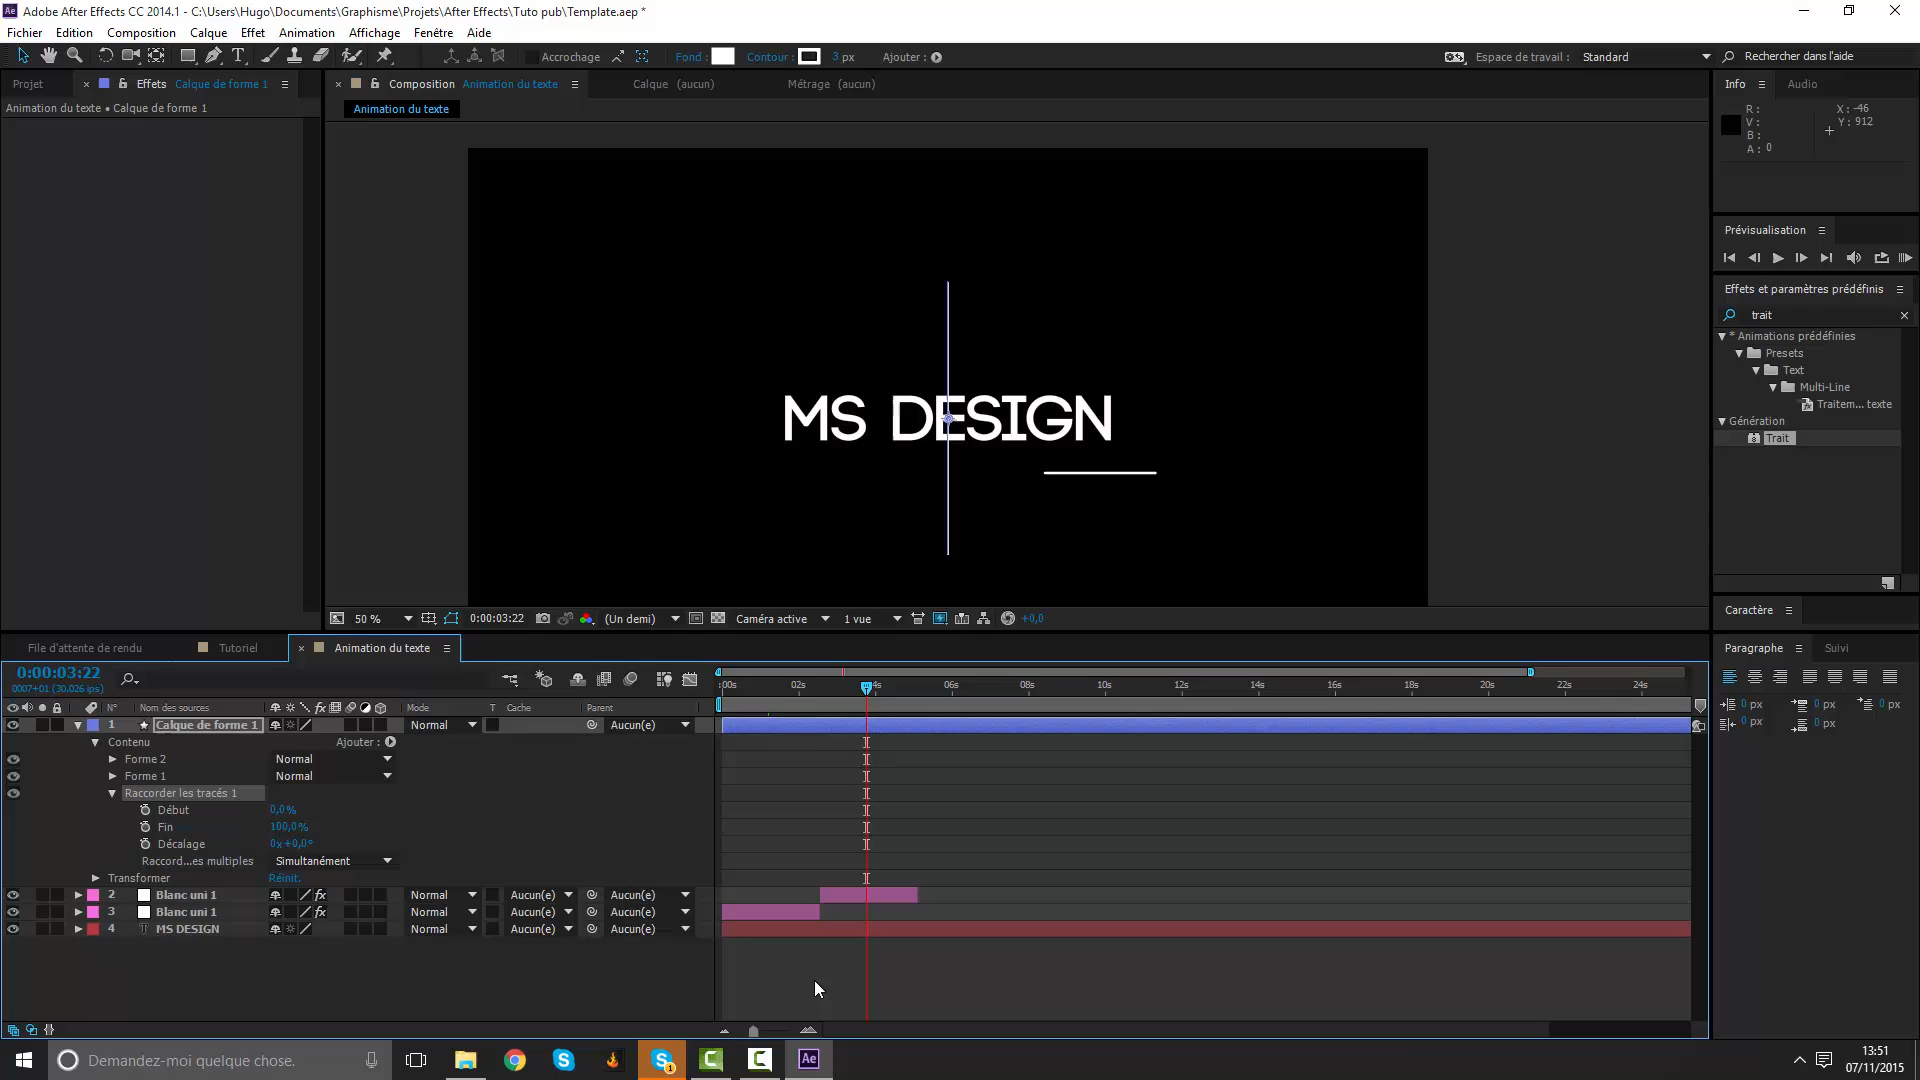 Adobe After Effects CC 2014.1 - C:\Users\Hugo\Documents\Graphisme\Projets\After Effects\Tuto pub\Template.aep *
Fichier Edition Composition Calque Effet Animation Affichage Fenêtre Aide
Accrochage Fond : Contour : 3 px Ajouter : Espace de travail : Standard Rechercher dans l'aide
Projet × Effets Calque de forme 1 × Composition Animation du texte Calque (aucun) Métrage (aucun) Info Audio
Animation du texte • Calque de forme 1
Animation du texte
R :
V :
B :
A : 0
X : -46
Y : 912
Prévisualisation
Effets et paramètres prédéfinis
trait
* Animations prédéfinies
Presets
Text
Multi-Line
Traitem... texte
Génération
Trait
MS DESIGN
50 % 0:00:03:22 (Un demi) Caméra active 1 vue +0,0
Caractère
Paragraphe Suivi
0 px 0 px 0 px
0 px 0 px
File d'attente de rendu Tutoriel × Animation du texte
0:00:03:22
0007+01 (30.026 ips)
:00s 02s 4s 06s 08s 10s 12s 14s 16s 18s 20s 22s 24s
N° Nom des sources Mode T Cache Parent
1 Calque de forme 1 Normal Aucun(e)
Contenu Ajouter :
Forme 2 Normal
Forme 1 Normal
Raccorder les tracés 1
Début 0,0%
Fin 100,0%
Décalage 0x+0,0°
Raccord...es multiples Simultanément
Transformer Réinit.
2 Blanc uni 1 Normal Aucun(e) Aucun(e)
3 Blanc uni 1 Normal Aucun(e) Aucun(e)
4 T MS DESIGN Normal Aucun(e) Aucun(e)
Demandez-moi quelque chose. 1 Ae
13:51
07/11/2015